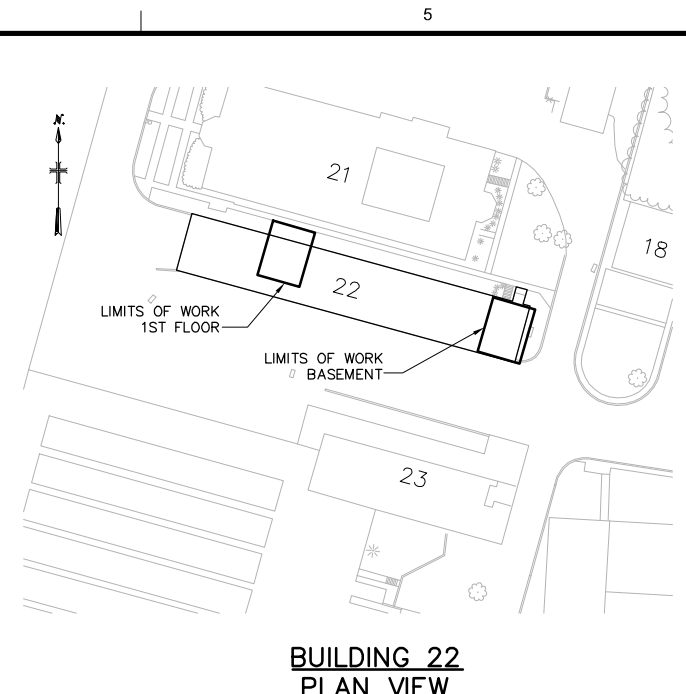 5
N.
21
18
22
LIMITS OF WORK
1ST FLOOR
LIMITS OF WORK
BASEMENT
23
BUILDING 22
PLAN VIEW